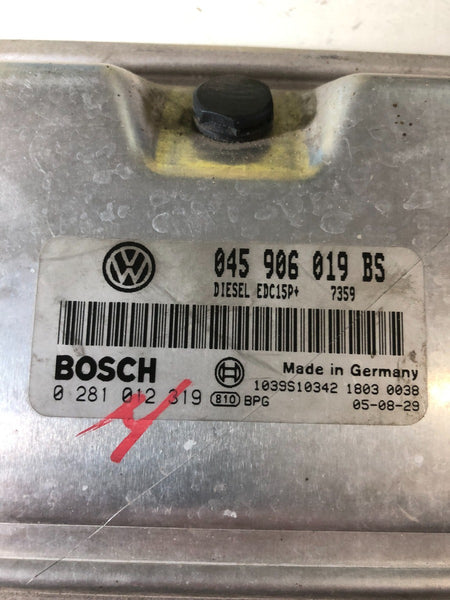 VW
045 906 019 BS
DIESEL EDC15P+ 7359
BOSCH
Made in Germany
1039S10342 1803 0038
0 281 012 319 810 BPG
05-08-29